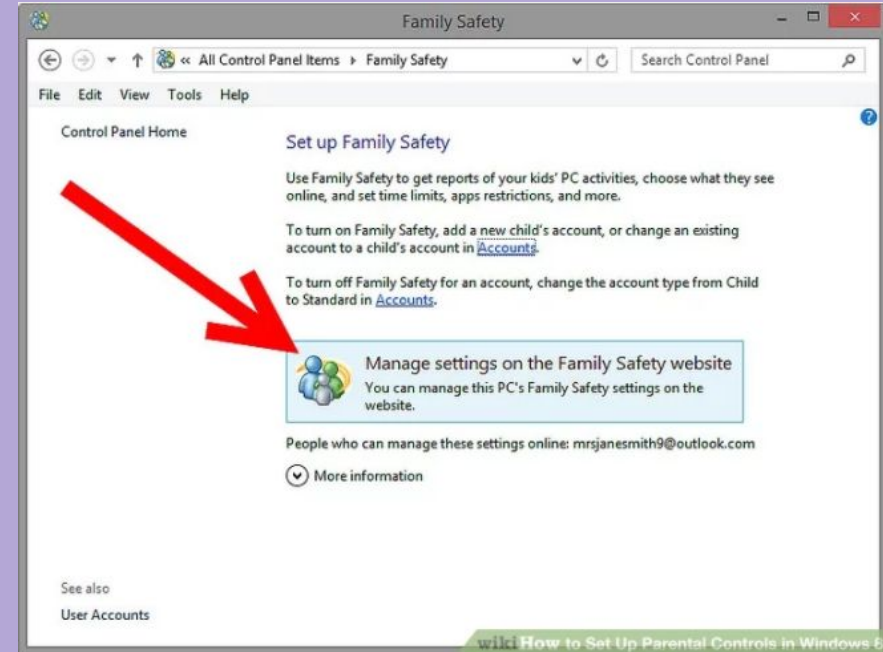 Family Safety
« All Control Panel Items ▸ Family Safety
Search Control Panel
File Edit View Tools Help
Control Panel Home
Set up Family Safety
Use Family Safety to get reports of your kids' PC activities, choose what they see
online, and set time limits, apps restrictions, and more.
To turn on Family Safety, add a new child's account, or change an existing
account to a child's account in Accounts.
To turn off Family Safety for an account, change the account type from Child
to Standard in Accounts.
Manage settings on the Family Safety website
You can manage this PC's Family Safety settings on the
website.
People who can manage these settings online: mrsjanesmith9@outlook.com
More information
See also
User Accounts
wikiHow to Set Up Parental Controls in Windows 8